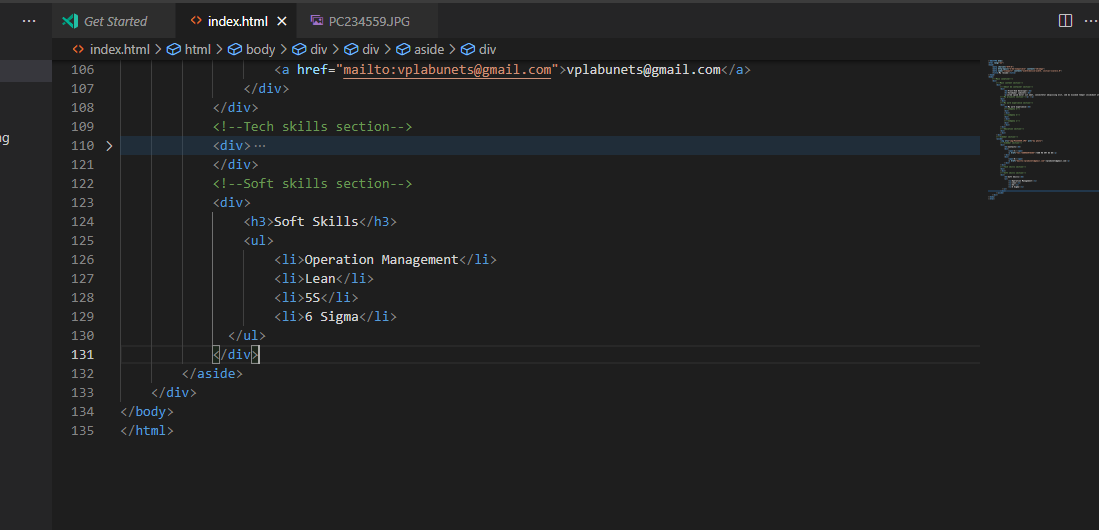 Get Started
index.html
PC234559.JPG
index.html > html > body > div > div > aside > div
106 <a href="mailto:vplabunets@gmail.com">vplabunets@gmail.com</a>
107 </div>
108 </div>
109 <!--Tech skills section-->
110 <div>···
121 </div>
122 <!--Soft skills section-->
123 <div>
124 <h3>Soft Skills</h3>
125 <ul>
126 <li>Operation Management</li>
127 <li>Lean</li>
128 <li>5S</li>
129 <li>6 Sigma</li>
130 </ul>
131 </div>
132 </aside>
133 </div>
134 </body>
135 </html>